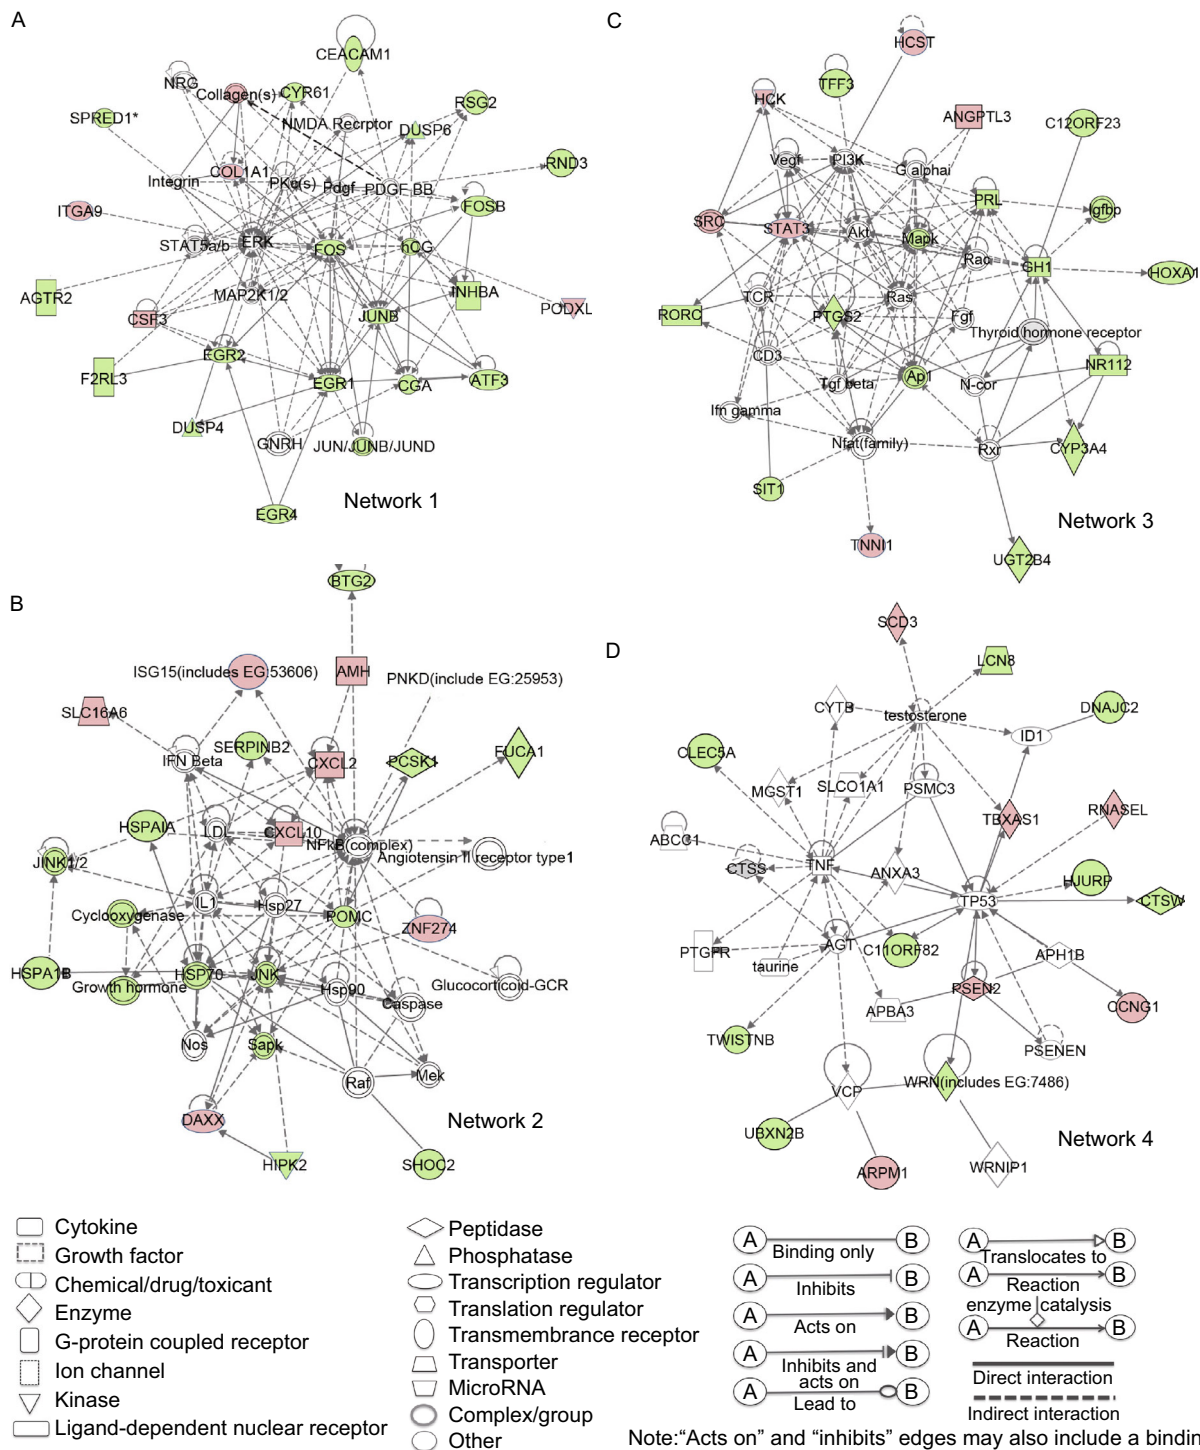 A
CEACAM1
NRG
Collagen(s)
CYR61
RSG2
SPRED1*
NMDA Recrptor
DUSP6
RND3
COL1A1
Integrin
PKc(s)
Pdgf
PDGF BB
ITGA9
FOSB
STAT5a/b
ERK
FOS
hCG
AGTR2
MAP2K1/2
INHBA
PODXL
CSF3
JUNB
EGR2
F2RL3
EGR1
CGA
ATF3
DUSP4
GNRH
JUN/JUNB/JUND
EGR4
Network 1
C
HCST
TFF3
HCK
ANGPTL3
C12ORF23
Vegf
PI3K
G alphai
PRL
Igfbp
SRC
STAT3
Akt
Mapk
Rac
GH1
HOXA1
TCR
Ras
RORC
PTGS2
Fgf
Thyroid hormone receptor
CD3
NR112
Tgf beta
Ap1
N-cor
Ifn gamma
Nfat(family)
Rxr
CYP3A4
SIT1
TNNI1
UGT2B4
Network 3
B
BTG2
ISG15(includes EG:53606)
AMH
PNKD(include EG:25953)
SLC16A6
SERPINB2
IFN Beta
CXCL2
PCSK1
FUCA1
HSPAIA
LDL
CXCL10
NFkB(complex)
Angiotensin II receptor type1
JINK1/2
IL1
Hsp27
Cyclooxygenase
POMC
ZNF274
HSPA1B
HSP70
JNK
Growth hormone
Hsp90
Glucocorticoid-GCR
Caspase
Nos
Sapk
Raf
Mek
DAXX
Network 2
HIPK2
SHOC2
D
SCD3
LCN8
CYTB
testosterone
DNAJC2
ID1
CLEC5A
MGST1
SLCO1A1
PSMC3
TBXAS1
RNASEL
ABCC1
CTSS
TNF
ANXA3
HJURP
TP53
CTSW
PTGFR
AGT
C11ORF82
taurine
APH1B
PSEN2
APBA3
CCNG1
TWISTNB
PSENEN
VCP
WRN(includes EG:7486)
UBXN2B
Network 4
ARPM1
WRNIP1
Cytokine
Growth factor
Chemical/drug/toxicant
Enzyme
G-protein coupled receptor
Ion channel
Kinase
Ligand-dependent nuclear receptor
Peptidase
Phosphatase
Transcription regulator
Translation regulator
Transmembrance receptor
Transporter
MicroRNA
Complex/group
Other
A B
Binding only
A B
Inhibits
A B
Acts on
A B
Inhibits and
acts on
A B
Lead to
A B
Translocates to
A B
Reaction
enzyme catalysis
A B
Reaction
Direct interaction
Indirect interaction
Note:“Acts on” and “inhibits” edges may also include a bindin